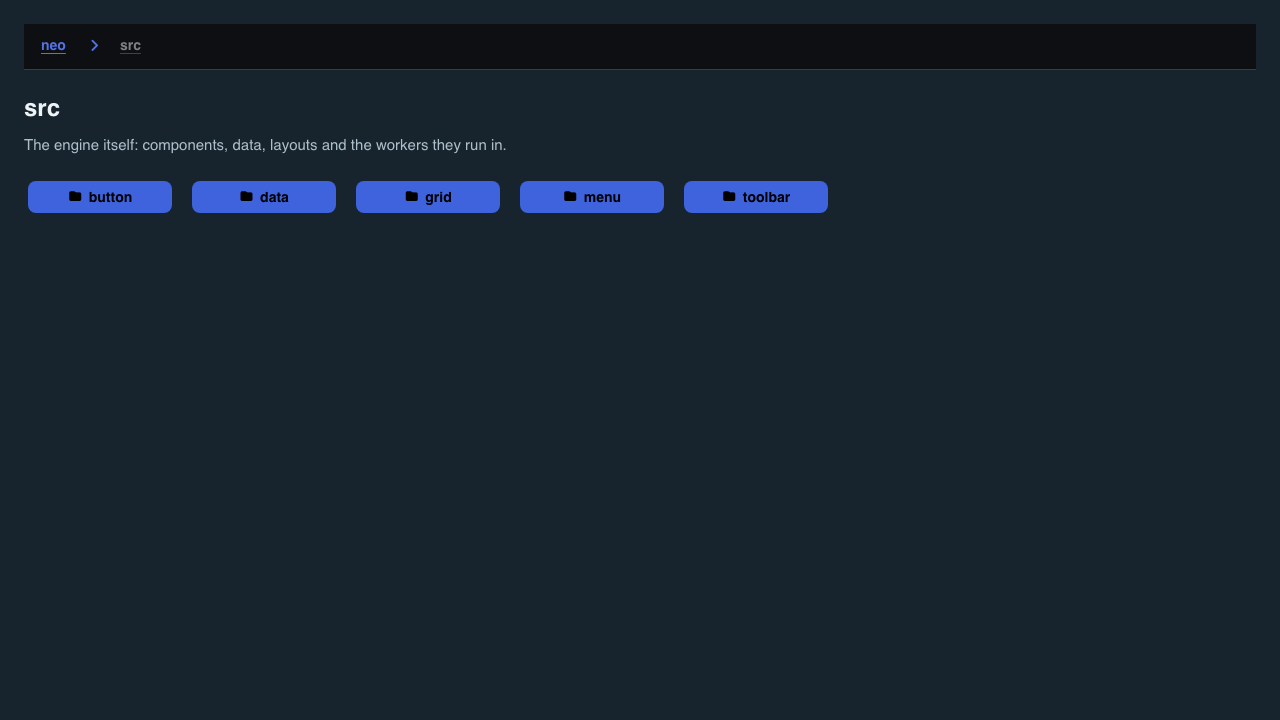 neo src
src
The engine itself: components, data, layouts and the workers they run in.
button data grid menu toolbar